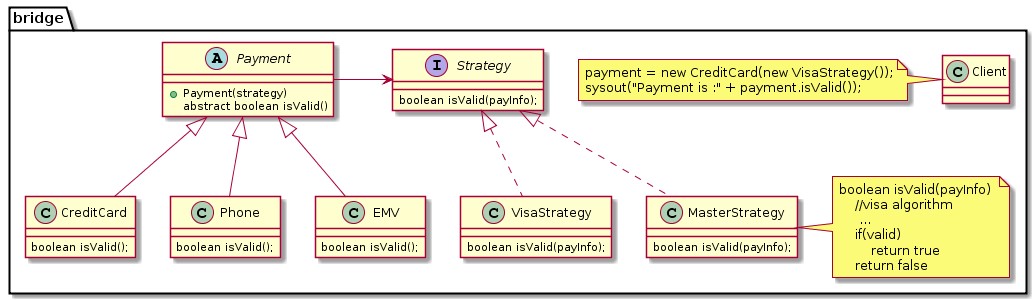 bridge
A Payment
Payment(strategy)
abstract boolean isValid()
I Strategy
boolean isValid(payInfo);
payment = new CreditCard(new VisaStrategy());
sysout("Payment is :" + payment.isValid());
C Client
C CreditCard
boolean isValid();
C Phone
boolean isValid();
C EMV
boolean isValid();
C VisaStrategy
boolean isValid(payInfo);
C MasterStrategy
boolean isValid(payInfo);
boolean isValid(payInfo)
//visa algorithm
...
if(valid)
return true
return false